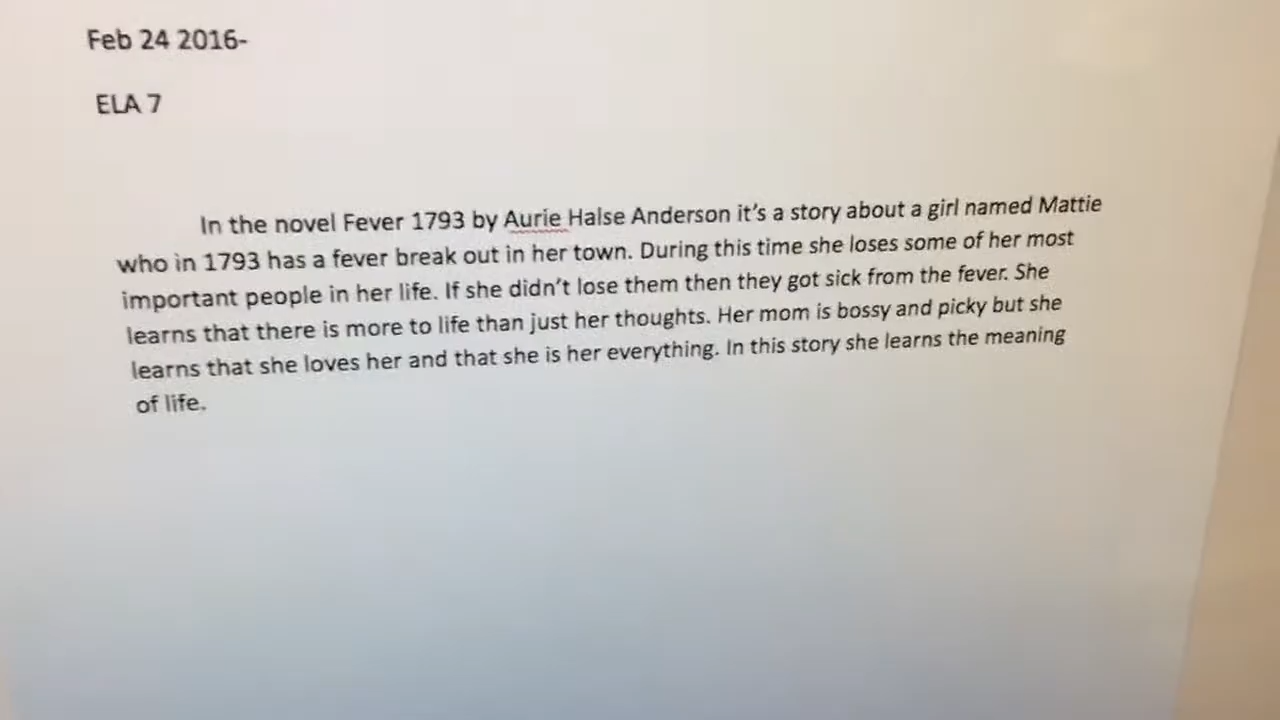 Feb 24 2016-
ELA 7
In the novel Fever 1793 by Aurie Halse Anderson it's a story about a girl named Mattie
who in 1793 has a fever break out in her town. During this time she loses some of her most
important people in her life. If she didn't lose them then they got sick from the fever. She
learns that there is more to life than just her thoughts. Her mom is bossy and picky but she
learns that she loves her and that she is her everything. In this story she learns the meaning
of life.